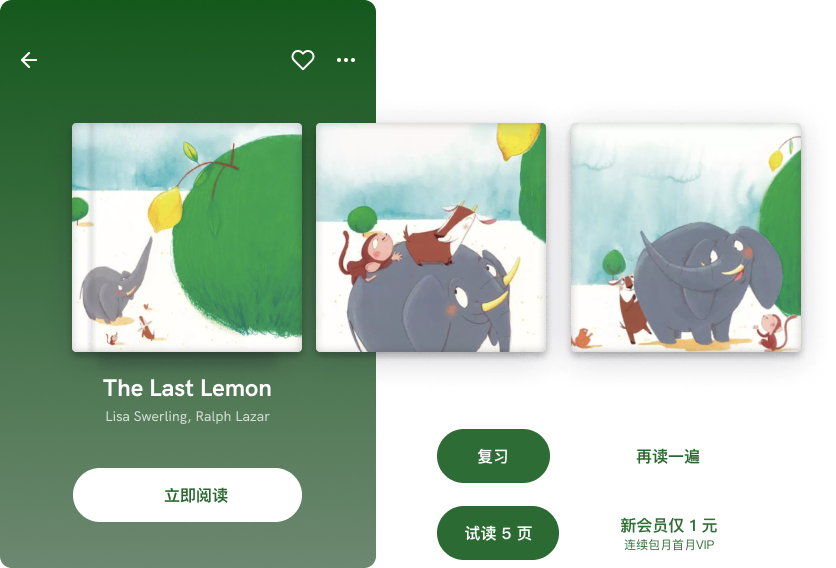 The Last Lemon
Lisa Swerling, Ralph Lazar
立即阅读
复习
再读一遍
试读 5 页
新会员仅 1 元
连续包月首月VIP